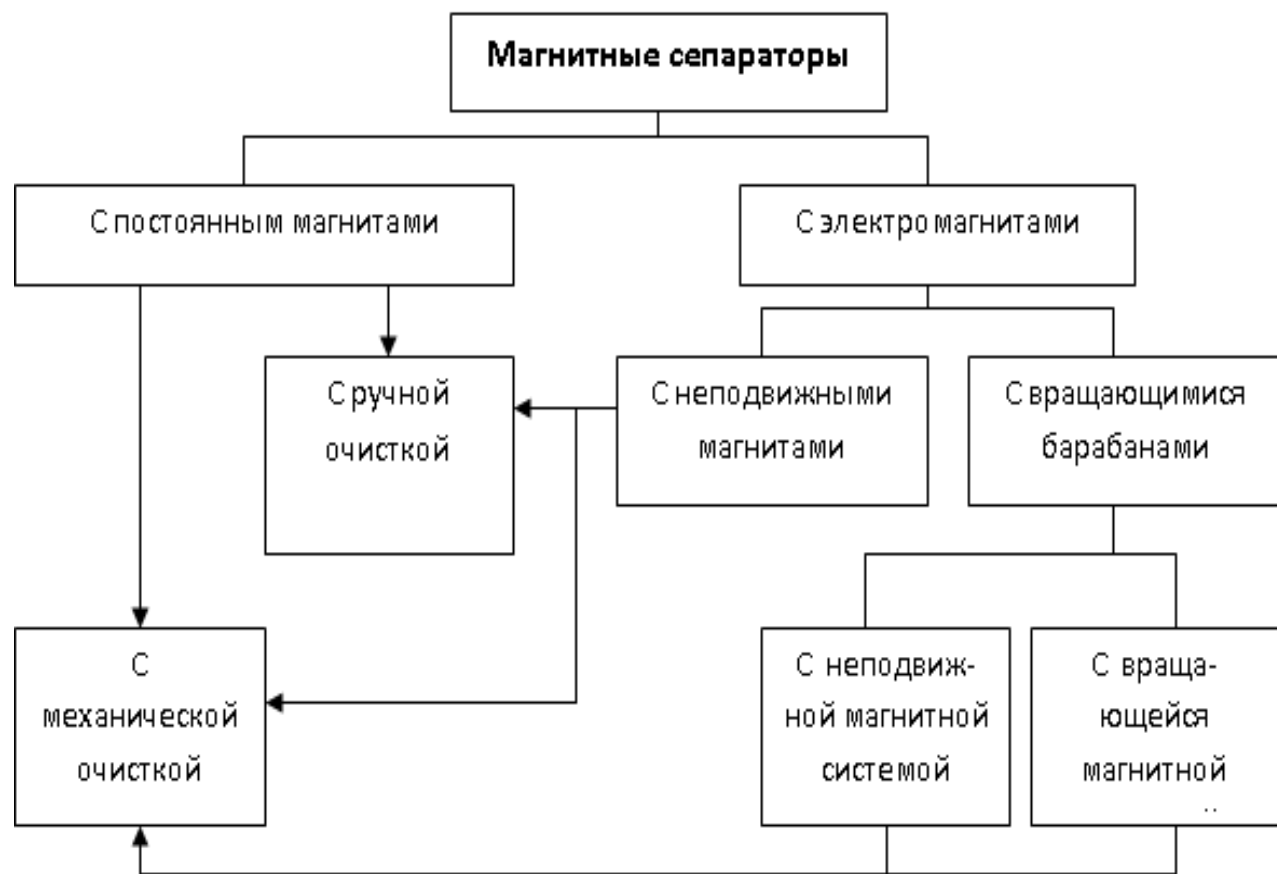 Магнитные сепараторы
С постоянным магнитами
С электромагнитами
С ручной
очисткой
С неподвижными
магнитами
С вращающимися
барабанами
С
механической
очисткой
С неподвиж-
ной магнитной
системой
С враща-
ющейся
магнитной